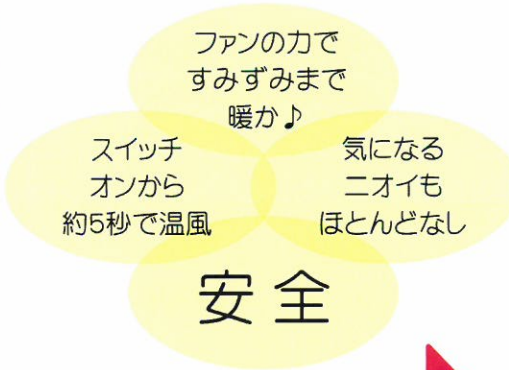 ファンの力で
すみずみまで
暖か♪
スイッチ
オンから
約5秒で温風
気になる
ニオイも
ほとんどなし
安全